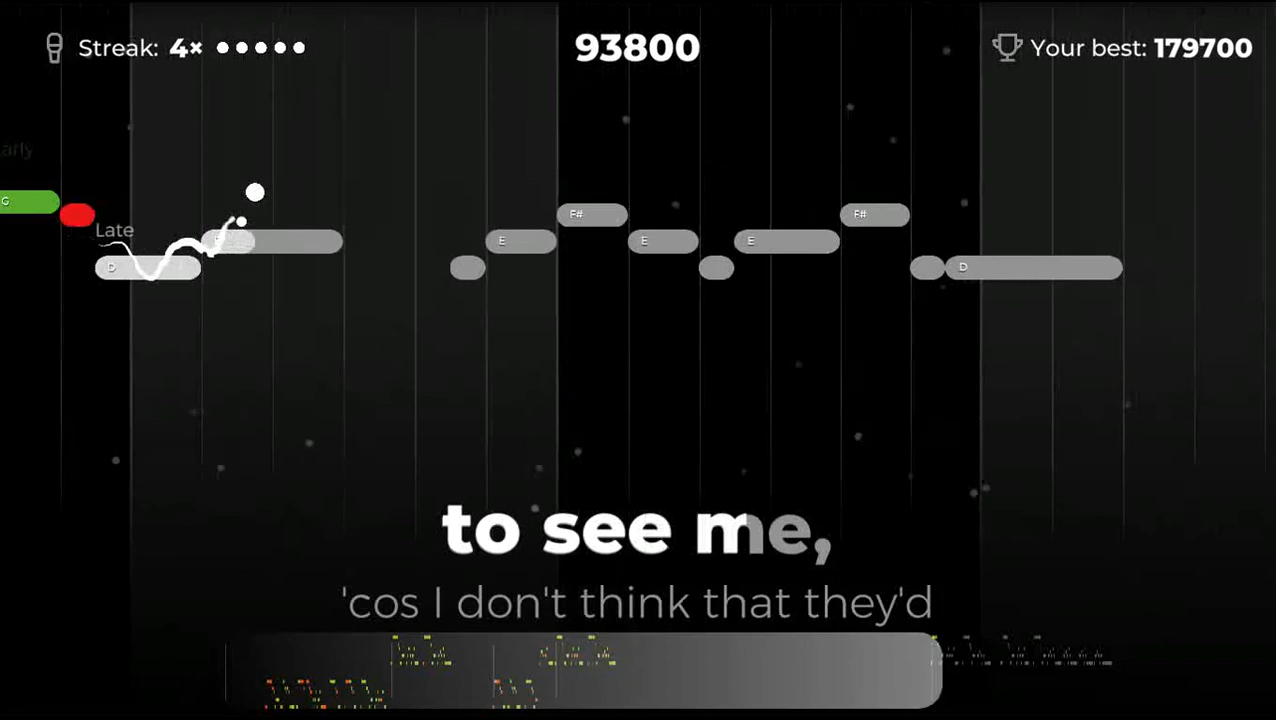 Streak: 4× 93800 Your best: 179700
G
Late
F#
F#
E
E
E
D
D
to see me,
'cos I don't think that they'd